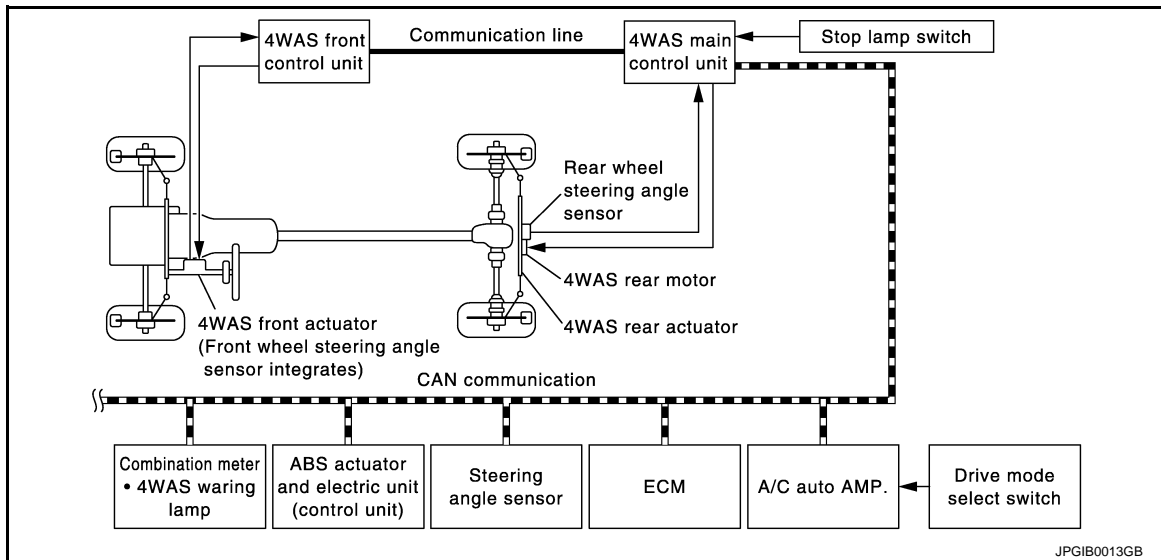 4WAS front
control unit
Communication line
4WAS main
control unit
Stop lamp switch
Rear wheel
steering angle
sensor
4WAS rear motor
4WAS rear actuator
4WAS front actuator
(Front wheel steering angle
sensor integrates)
CAN communication
Combination meter
• 4WAS waring
lamp
ABS actuator
and electric unit
(control unit)
Steering
angle sensor
ECM
A/C auto AMP.
Drive mode
select switch
JPGIB0013GB